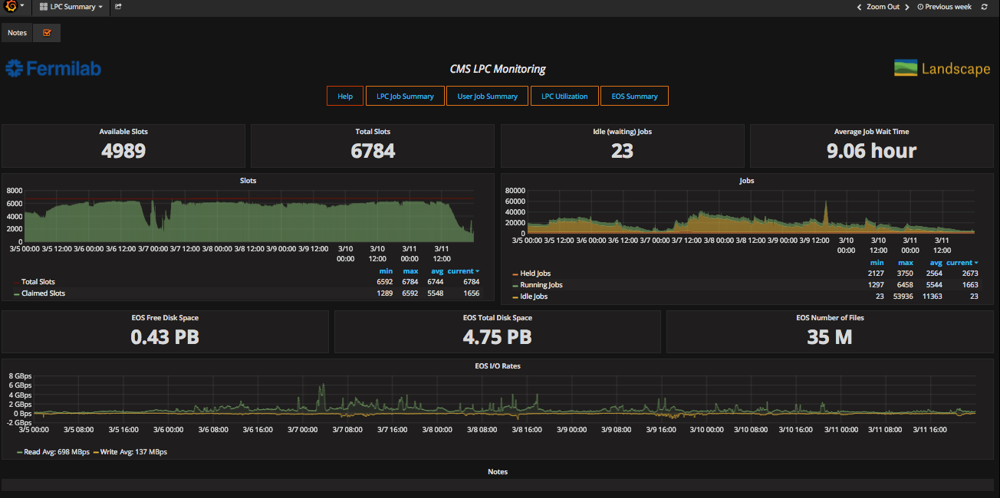 LPC Summary Zoom Out Previous week
Notes
Fermilab CMS LPC Monitoring Landscape
Help LPC Job Summary User Job Summary LPC Utilization EOS Summary
Available Slots Total Slots Idle (waiting) Jobs Average Job Wait Time
4989 6784 23 9.06 hour
Slots
8000
6000
4000
2000
0
3/5 00:00 3/5 12:00 3/6 00:00 3/6 12:00 3/7 00:00 3/7 12:00 3/8 00:00 3/8 12:00 3/9 00:00 3/9 12:00 3/10 3/10 3/11 3/11
00:00 12:00 00:00 12:00
min max avg current
Total Slots 6592 6784 6744 6784
Claimed Slots 1289 6592 5548 1656
Jobs
80000
60000
40000
20000
0
3/5 00:00 3/5 12:00 3/6 00:00 3/6 12:00 3/7 00:00 3/7 12:00 3/8 00:00 3/8 12:00 3/9 00:00 3/9 12:00 3/10 3/10 3/11 3/11
00:00 12:00 00:00 12:00
min max avg current
Held Jobs 2127 3750 2564 2673
Running Jobs 1297 6458 5544 1663
Idle Jobs 23 53936 11363 23
EOS Free Disk Space EOS Total Disk Space EOS Number of Files
0.43 PB 4.75 PB 35 M
EOS I/O Rates
8 GBps
6 GBps
4 GBps
2 GBps
0 Bps
-2 GBps
3/5 00:00 3/5 08:00 3/5 16:00 3/6 00:00 3/6 08:00 3/6 16:00 3/7 00:00 3/7 08:00 3/7 16:00 3/8 00:00 3/8 08:00 3/8 16:00 3/9 00:00 3/9 08:00 3/9 16:00 3/10 00:00 3/10 08:00 3/10 16:00 3/11 00:00 3/11 08:00 3/11 16:00
Read Avg: 698 MBps Write Avg: 137 MBps
Notes